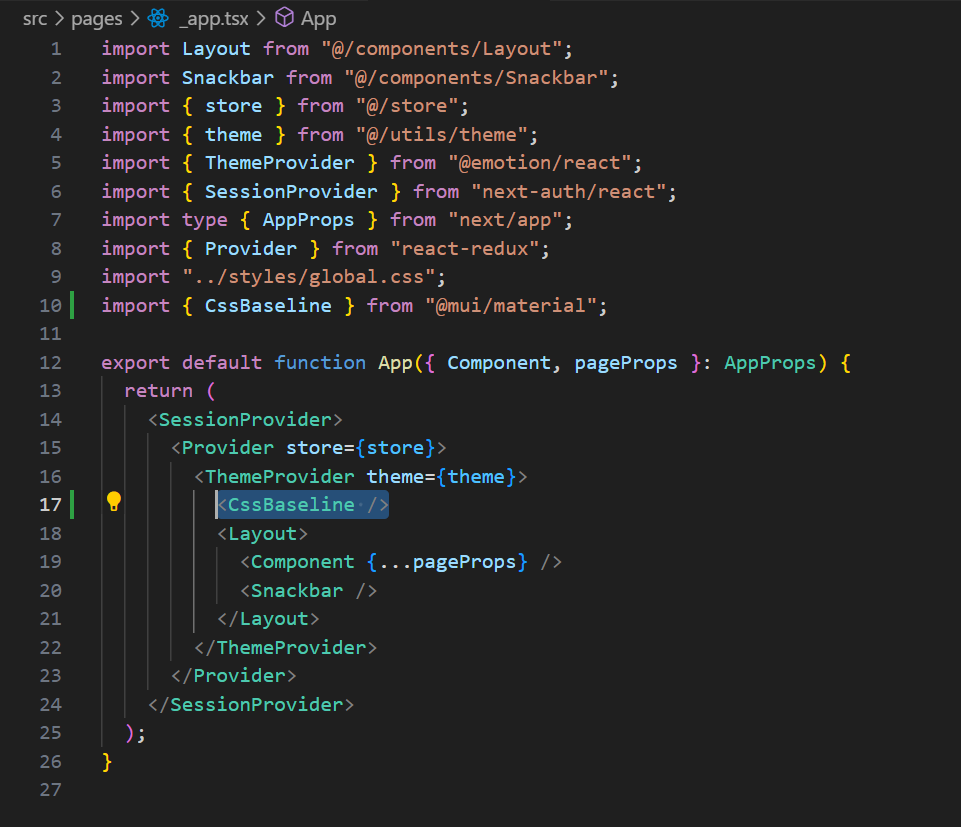 src > pages > _app.tsx > App
1 import Layout from "@/components/Layout";
2 import Snackbar from "@/components/Snackbar";
3 import { store } from "@/store";
4 import { theme } from "@/utils/theme";
5 import { ThemeProvider } from "@emotion/react";
6 import { SessionProvider } from "next-auth/react";
7 import type { AppProps } from "next/app";
8 import { Provider } from "react-redux";
9 import "../styles/global.css";
10 import { CssBaseline } from "@mui/material";
11
12 export default function App({ Component, pageProps }: AppProps) {
13   return (
14     <SessionProvider>
15       <Provider store={store}>
16         <ThemeProvider theme={theme}>
17           <CssBaseline />
18           <Layout>
19             <Component {...pageProps} />
20             <Snackbar />
21           </Layout>
22         </ThemeProvider>
23       </Provider>
24     </SessionProvider>
25   );
26 }
27